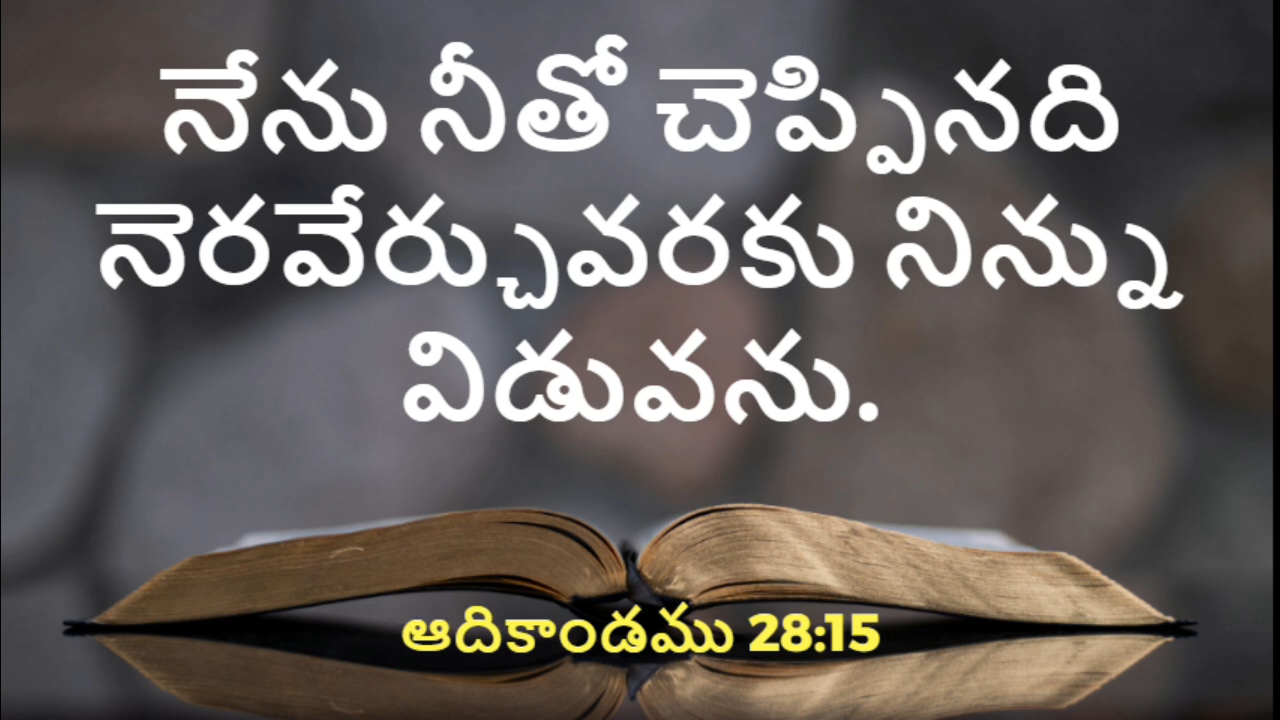 నేను నీతో చెప్పినది
నెరవేర్చువరకు నిన్ను
విడువను.
ఆదికాండము 28:15